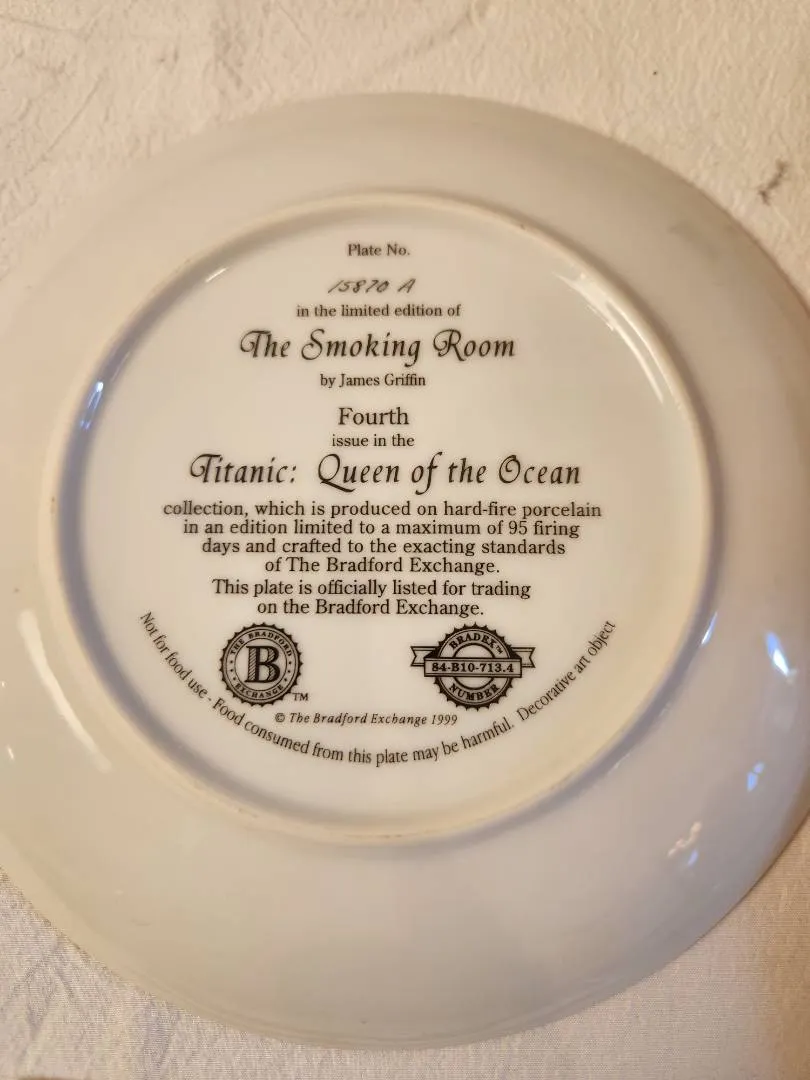 Plate No.
15870 A
in the limited edition of
The Smoking Room
by James Griffin
Fourth
issue in the
Titanic: Queen of the Ocean
collection, which is produced on hard-fire porcelain
in an edition limited to a maximum of 95 firing
days and crafted to the exacting standards
of The Bradford Exchange.
This plate is officially listed for trading
on the Bradford Exchange.
THE BRADFORD
B
EXCHANGE
TM
BRADEX™
84-B10-713.4
NUMBER
© The Bradford Exchange 1999
Not for food use - Food consumed from this plate may be harmful. Decorative art object